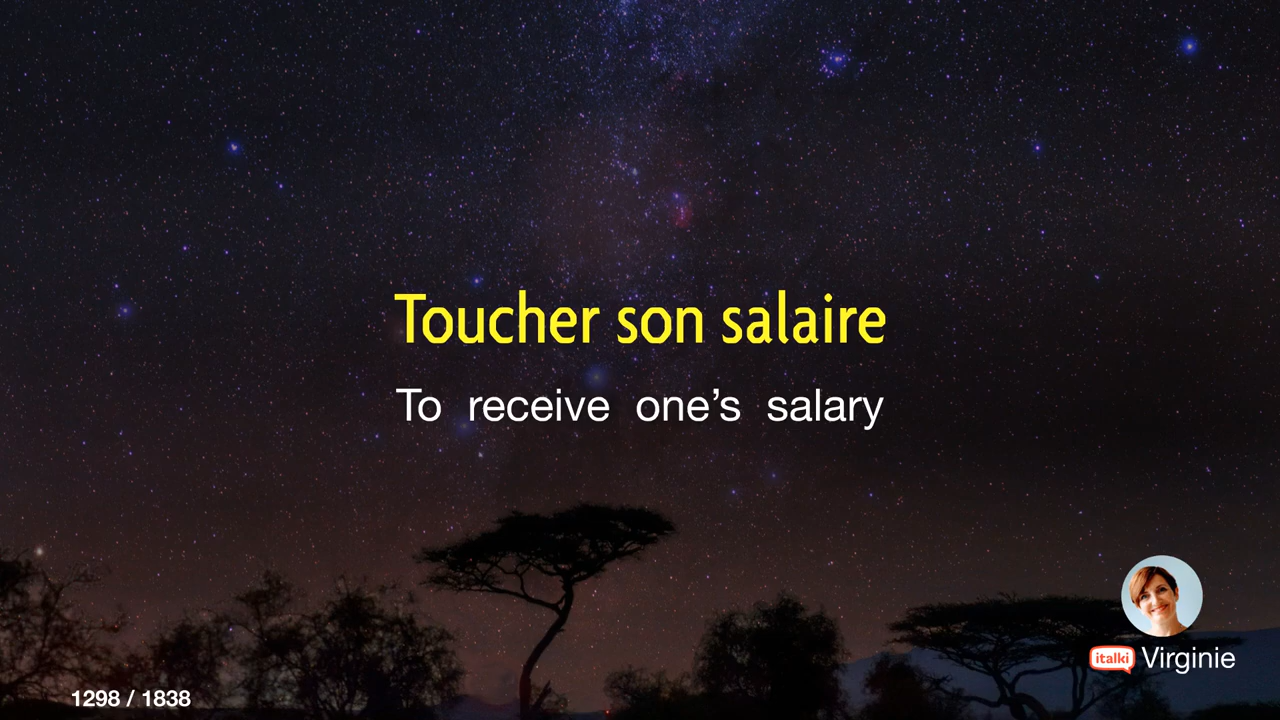 Toucher son salaire
To receive one’s salary
italki Virginie
1298 / 1838